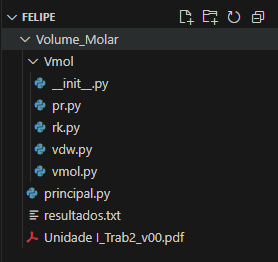 FELIPE
Volume_Molar
Vmol
__init__.py
pr.py
rk.py
vdw.py
vmol.py
principal.py
resultados.txt
Unidade I_Trab2_v00.pdf